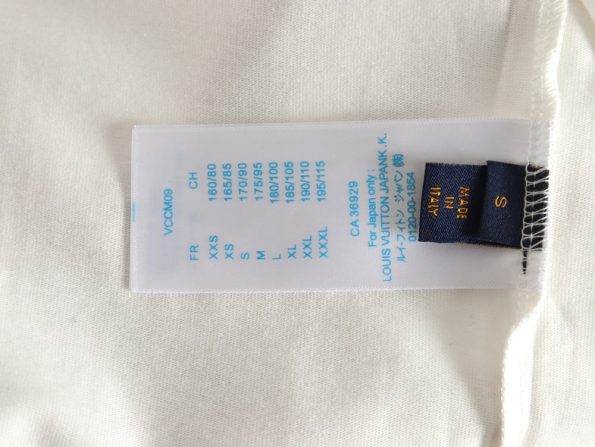 VCCM09
FR CH
XXS 160/80
XS 165/85
S 170/90
M 175/95
L 180/100
XL 185/105
XXL 190/110
XXXL 195/115
CA 36929
For Japan only :
LOUIS VUITTON JAPAN K.K.
ルイ・ヴィトン ジャパン ㈱
0120-00-1854
MADE
IN
ITALY
S